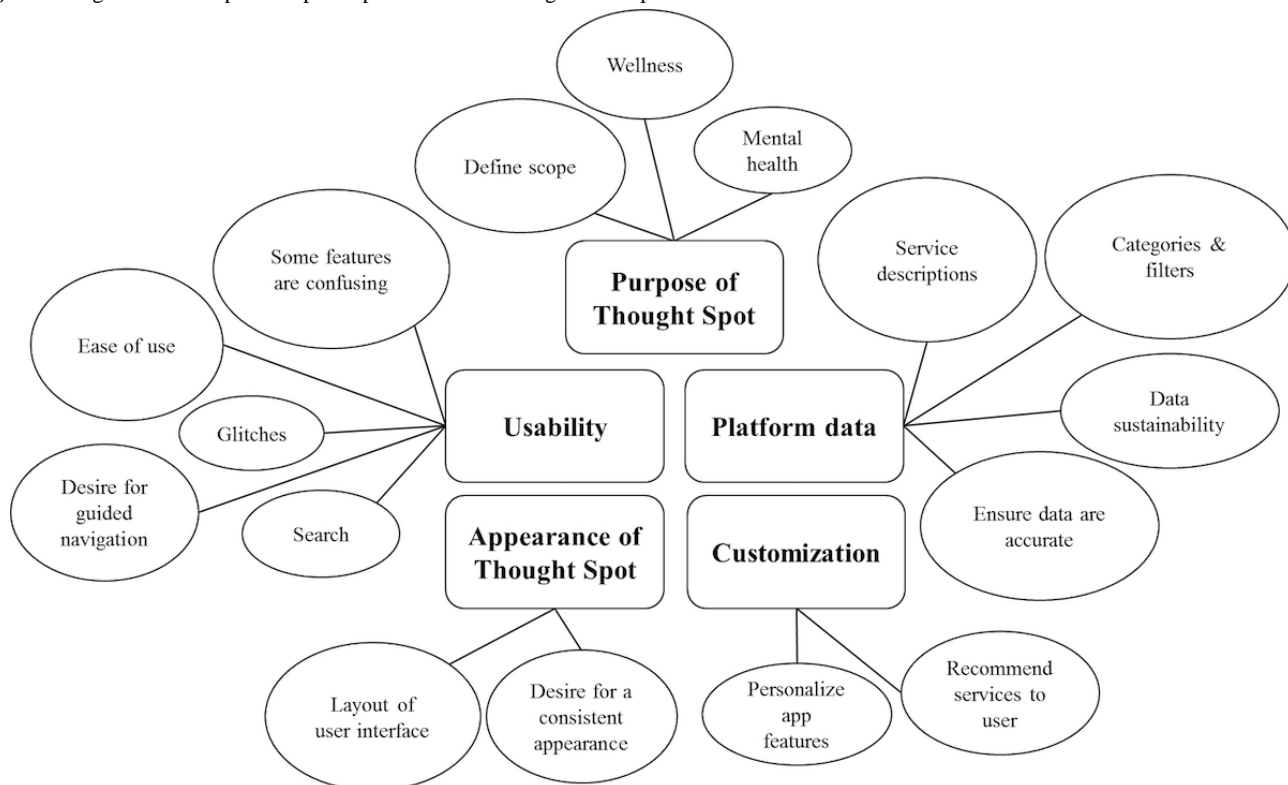 Wellness
Define scope
Mental
health
Purpose of
Thought Spot
Some features
are confusing
Ease of use
Glitches
Desire for
guided
navigation
Search
Usability
Service
descriptions
Categories &
filters
Data
sustainability
Ensure data are
accurate
Platform data
Appearance of
Thought Spot
Layout of
user interface
Desire for a
consistent
appearance
Customization
Personalize
app
features
Recommend
services to
user